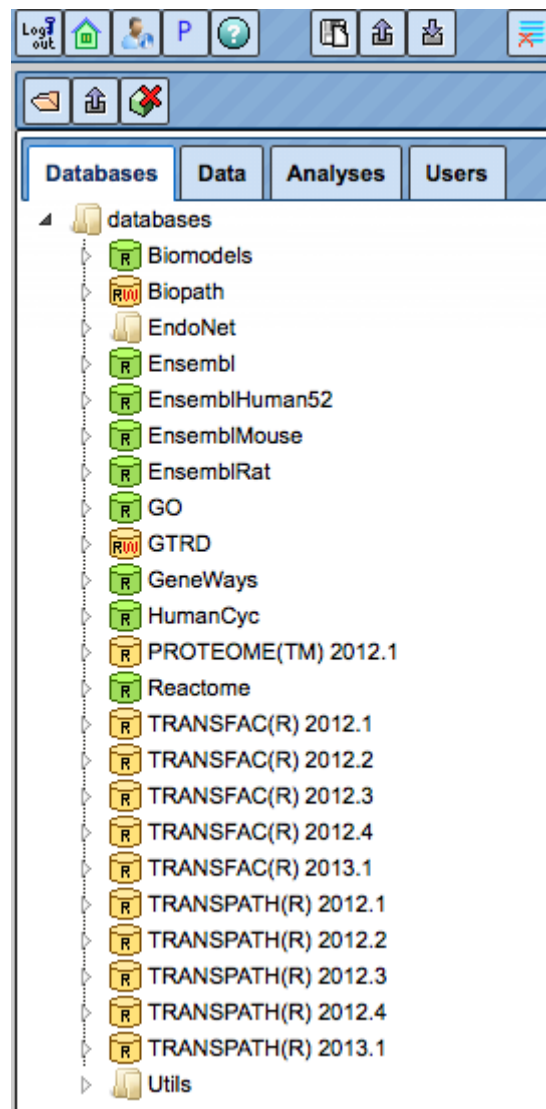 Log out P ?
Databases Data Analyses Users
databases
R Biomodels
RW Biopath
EndoNet
R Ensembl
R EnsemblHuman52
R EnsemblMouse
R EnsemblRat
R GO
RW GTRD
R GeneWays
R HumanCyc
R PROTEOME(TM) 2012.1
R Reactome
R TRANSFAC(R) 2012.1
R TRANSFAC(R) 2012.2
R TRANSFAC(R) 2012.3
R TRANSFAC(R) 2012.4
R TRANSFAC(R) 2013.1
R TRANSPATH(R) 2012.1
R TRANSPATH(R) 2012.2
R TRANSPATH(R) 2012.3
R TRANSPATH(R) 2012.4
R TRANSPATH(R) 2013.1
Utils